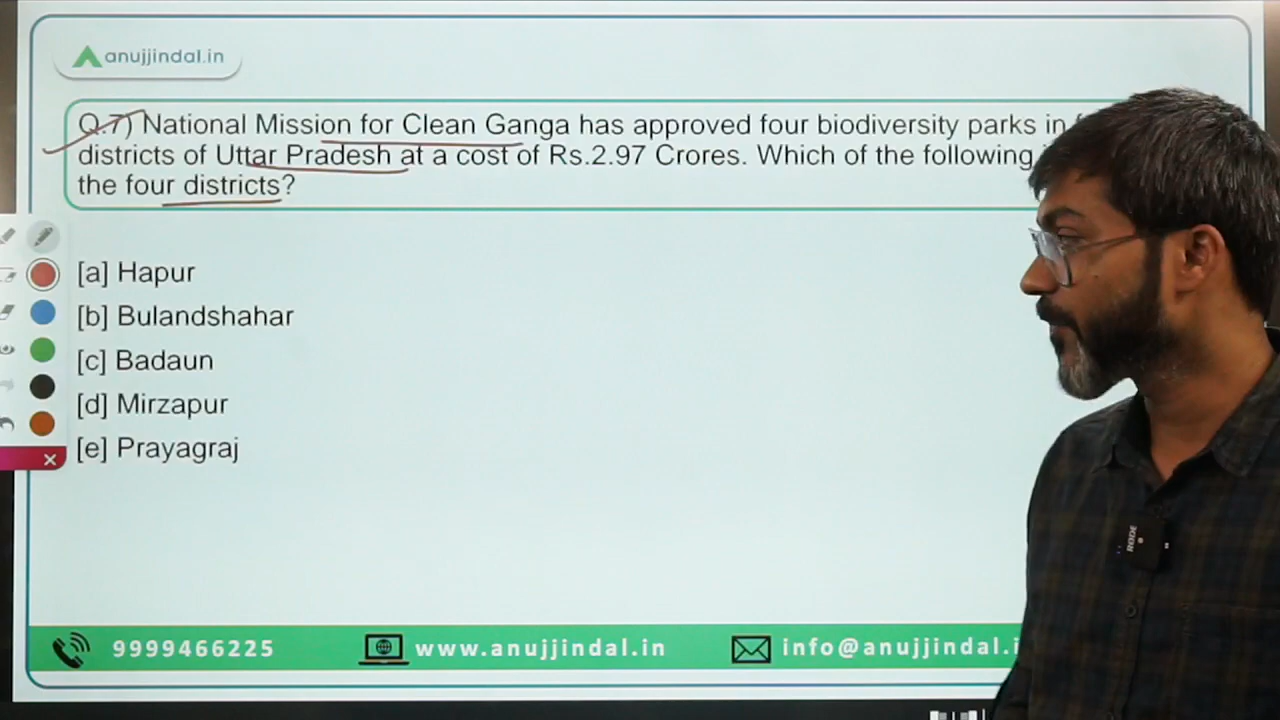 anujjindal.in
Q.7) National Mission for Clean Ganga has approved four biodiversity parks in
districts of Uttar Pradesh at a cost of Rs.2.97 Crores. Which of the following
the four districts?
[a] Hapur
[b] Bulandshahar
[c] Badaun
[d] Mirzapur
[e] Prayagraj
RODE
9999466225 www.anujjindal.in info@anujjindal.i